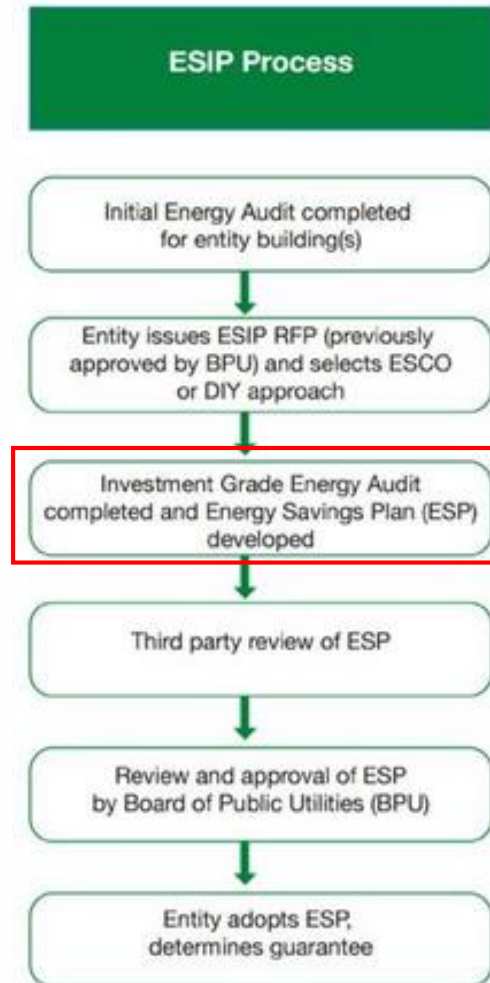 ESIP Process
Initial Energy Audit completed
for entity building(s)
Entity issues ESIP RFP (previously
approved by BPU) and selects ESCO
or DIY approach
Investment Grade Energy Audit
completed and Energy Savings Plan (ESP)
developed
Third party review of ESP
Review and approval of ESP
by Board of Public Utilities (BPU)
Entity adopts ESP,
determines guarantee